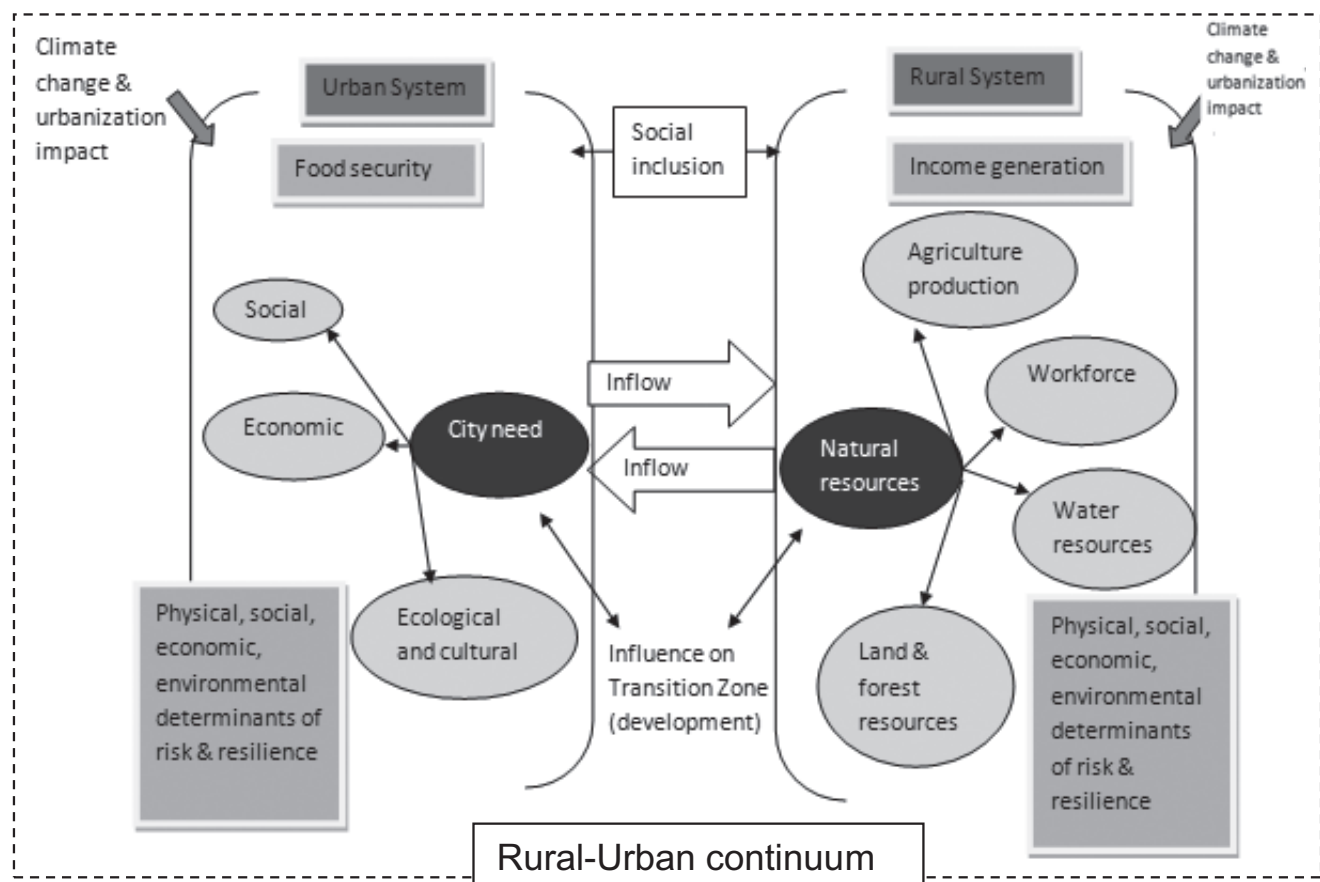 Climate
change &
urbanization
impact
Urban System
Food security
Social
inclusion
Rural System
Income generation
Climate
change &
urbanization
impact
Social
Economic
City need
Ecological
and cultural
Inflow
Inflow
Agriculture
production
Workforce
Natural
resources
Water
resources
Land &
forest
resources
Physical, social,
economic,
environmental
determinants of
risk & resilience
Influence on
Transition Zone
(development)
Physical, social,
economic,
environmental
determinants
of risk &
resilience
Rural-Urban continuum